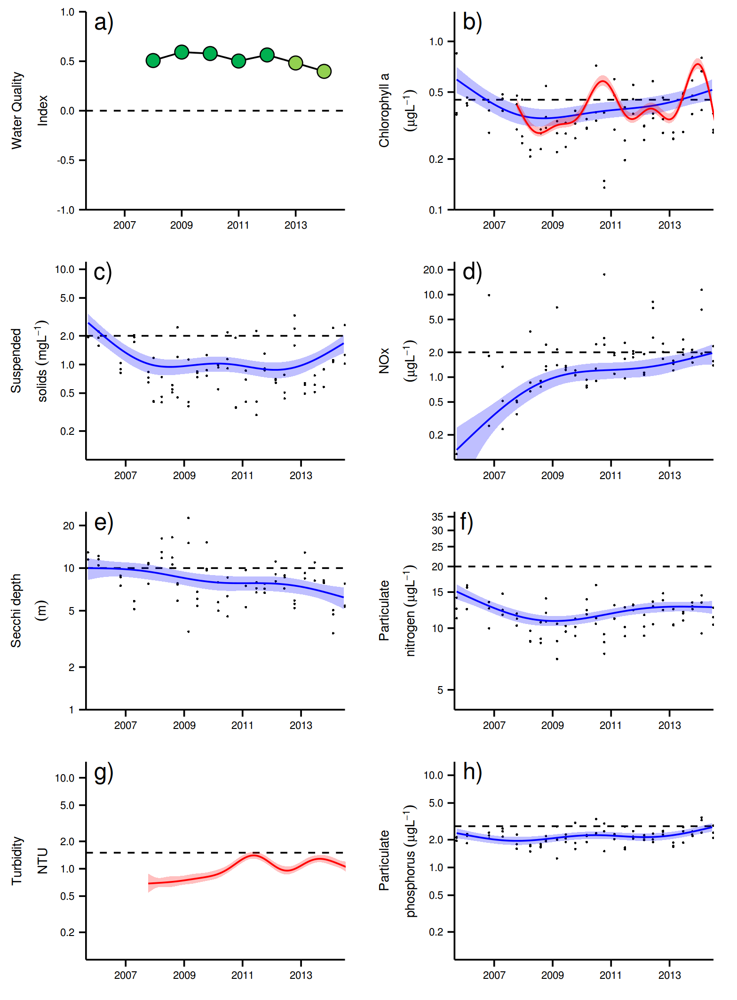 a)
Water Quality
Index
1.0
0.5
0.0
-0.5
-1.0
2007 2009 2011 2013
b)
Chlorophyll a
(µgL⁻¹)
1.0
0.5
0.2
0.1
2007 2009 2011 2013
c)
Suspended
solids (mgL⁻¹)
10.0
5.0
2.0
1.0
0.5
0.2
2007 2009 2011 2013
d)
NOx
(µgL⁻¹)
20.0
10.0
5.0
2.0
1.0
0.5
0.2
2007 2009 2011 2013
e)
Secchi depth
(m)
20
10
5
2
1
2007 2009 2011 2013
f)
Particulate
nitrogen (µgL⁻¹)
35
30
25
20
15
10
5
2007 2009 2011 2013
g)
Turbidity
NTU
10.0
5.0
2.0
1.0
0.5
0.2
2007 2009 2011 2013
h)
Particulate
phosphorus (µgL⁻¹)
10.0
5.0
2.0
1.0
0.5
0.2
2007 2009 2011 2013